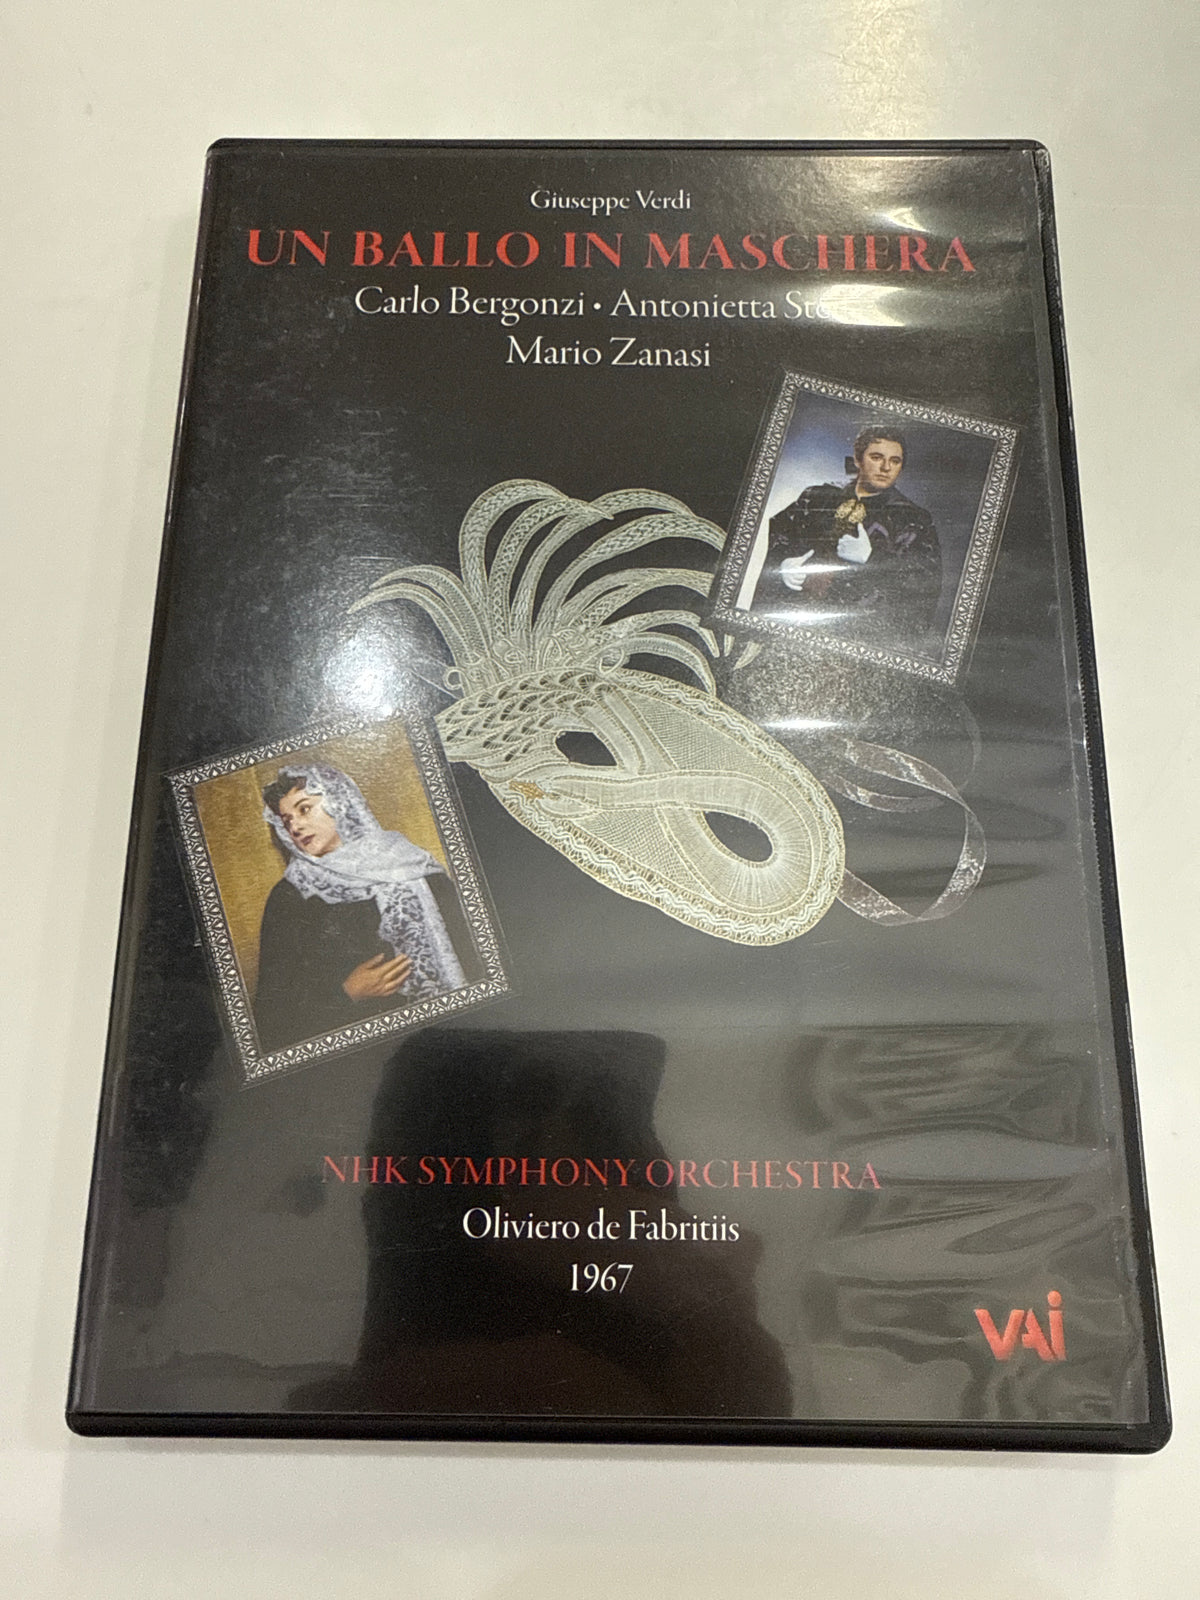 Giuseppe Verdi
UN BALLO IN MASCHERA
Carlo Bergonzi • Antonietta
Mario Zanasi
NHK SYMPHONY ORCHESTRA
Oliviero de Fabritiis
1967
VAI